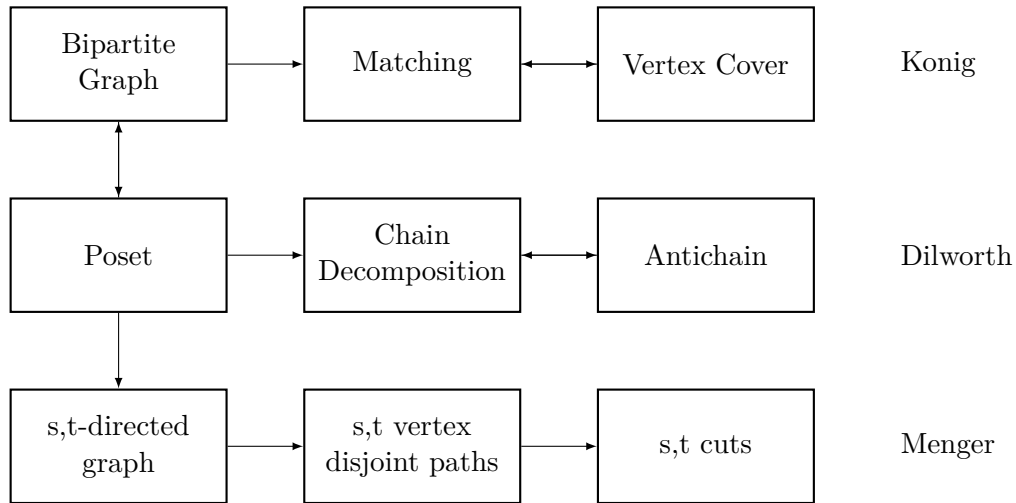 Bipartite
Graph
Matching
Vertex Cover
Konig
Poset
Chain
Decomposition
Antichain
Dilworth
s,t-directed
graph
s,t vertex
disjoint paths
s,t cuts
Menger